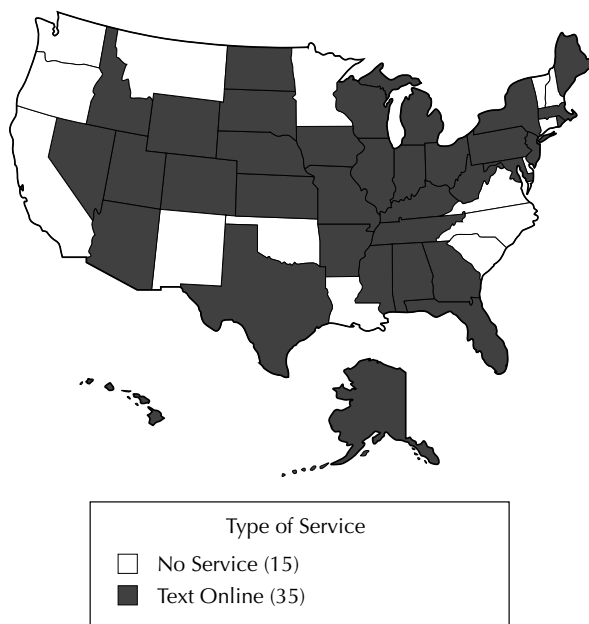 Type of Service
No Service (15)
Text Online (35)